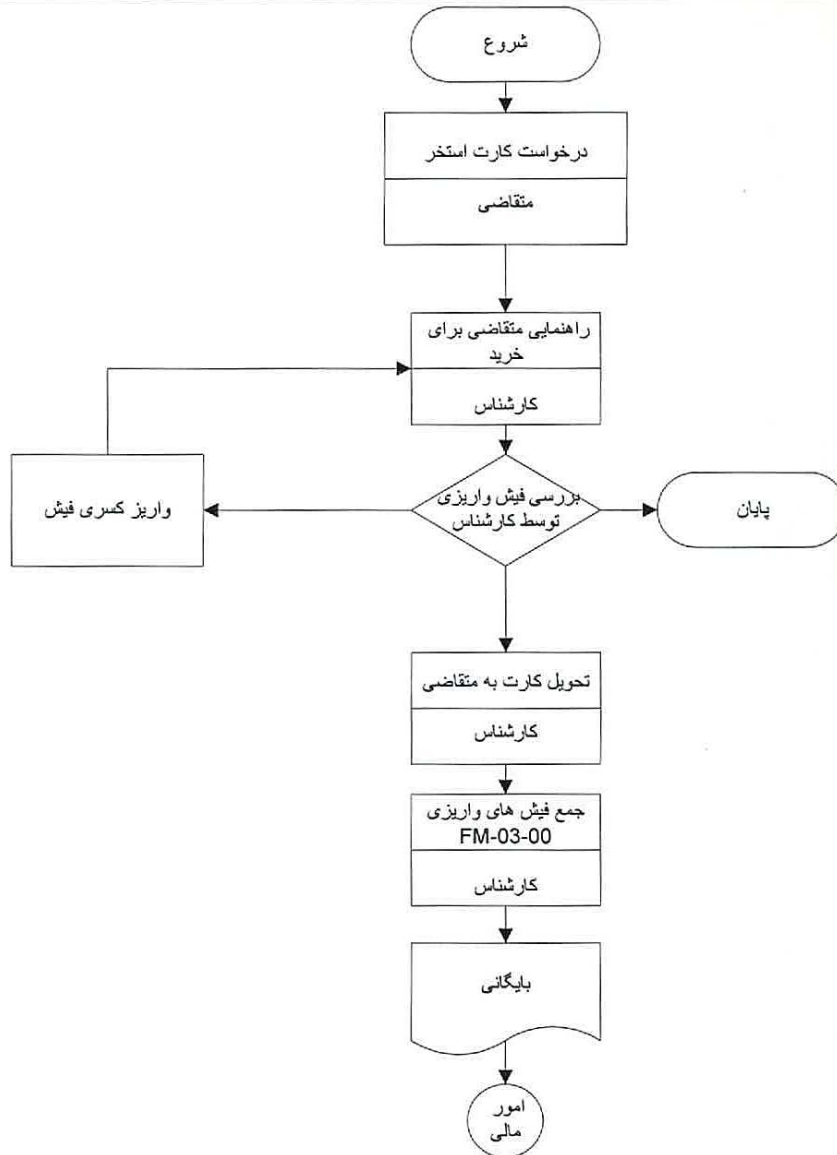 شروع
درخواست کارت استخر
متقاضی
راهنمایی متقاضی برای
خرید
کارشناس
بررسی فیش واریزی
توسط کارشناس
پایان
واریز کسری فیش
تحویل کارت به متقاضی
کارشناس
جمع فیش های واریزی
FM-03-00
کارشناس
بایگانی
امور
مالی